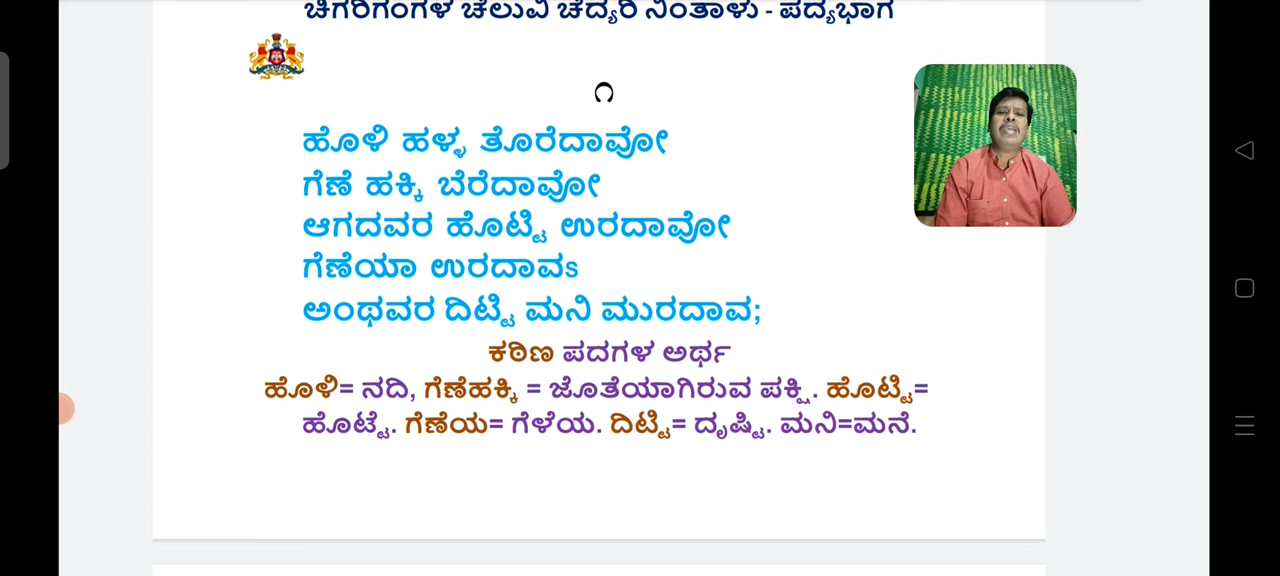 ಚಿಗರಿಗಂಗಳ ಚೆಲುವಿ ಚೆದ್ಯರಿ ನಿಂತಾಳು - ಪದ್ಯಭಾಗ
೧
ಹೊಳಿ ಹಳ್ಳ ತೊರೆದಾವೋ
ಗೆಣೆ ಹಕ್ಕಿ ಬೆರೆದಾವೋ
ಆಗದವರ ಹೊಟ್ಟಿ ಉರದಾವೋ
ಗೆಣೆಯಾ ಉರದಾವs
ಅಂಥವರ ದಿಟ್ಟಿ ಮನಿ ಮುರದಾವ;
ಕಠಿಣ ಪದಗಳ ಅರ್ಥ
ಹೊಳಿ= ನದಿ, ಗೆಣೆಹಕ್ಕಿ = ಜೊತೆಯಾಗಿರುವ ಪಕ್ಷಿ. ಹೊಟ್ಟಿ=
ಹೊಟ್ಟೆ. ಗೆಣೆಯ= ಗೆಳೆಯ. ದಿಟ್ಟಿ= ದೃಷ್ಟಿ. ಮನಿ=ಮನೆ.